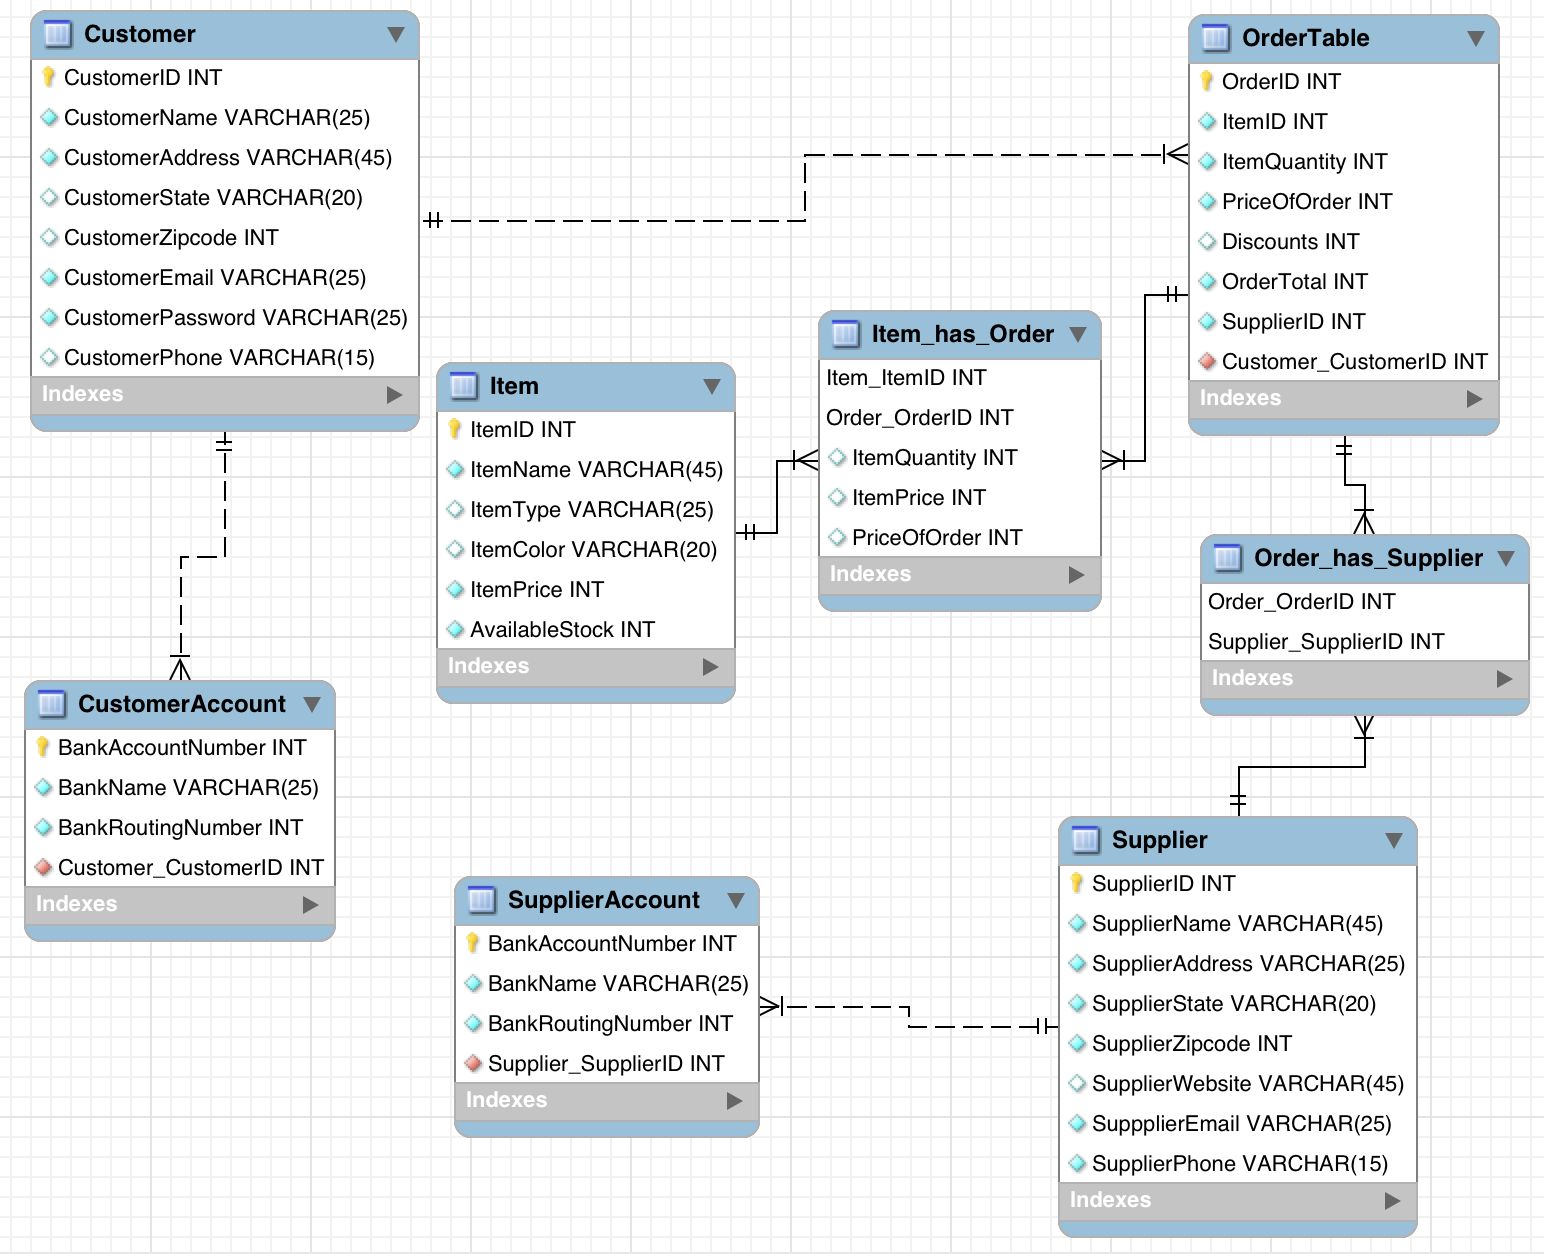 Customer
CustomerID INT
CustomerName VARCHAR(25)
CustomerAddress VARCHAR(45)
CustomerState VARCHAR(20)
CustomerZipcode INT
CustomerEmail VARCHAR(25)
CustomerPassword VARCHAR(25)
CustomerPhone VARCHAR(15)
Indexes
OrderTable
OrderID INT
ItemID INT
ItemQuantity INT
PriceOfOrder INT
Discounts INT
OrderTotal INT
SupplierID INT
Customer_CustomerID INT
Indexes
Item_has_Order
Item_ItemID INT
Order_OrderID INT
ItemQuantity INT
ItemPrice INT
PriceOfOrder INT
Indexes
Item
ItemID INT
ItemName VARCHAR(45)
ItemType VARCHAR(25)
ItemColor VARCHAR(20)
ItemPrice INT
AvailableStock INT
Indexes
Order_has_Supplier
Order_OrderID INT
Supplier_SupplierID INT
Indexes
CustomerAccount
BankAccountNumber INT
BankName VARCHAR(25)
BankRoutingNumber INT
Customer_CustomerID INT
Indexes
SupplierAccount
BankAccountNumber INT
BankName VARCHAR(25)
BankRoutingNumber INT
Supplier_SupplierID INT
Indexes
Supplier
SupplierID INT
SupplierName VARCHAR(45)
SupplierAddress VARCHAR(25)
SupplierState VARCHAR(20)
SupplierZipcode INT
SupplierWebsite VARCHAR(45)
SuppplierEmail VARCHAR(25)
SupplierPhone VARCHAR(15)
Indexes